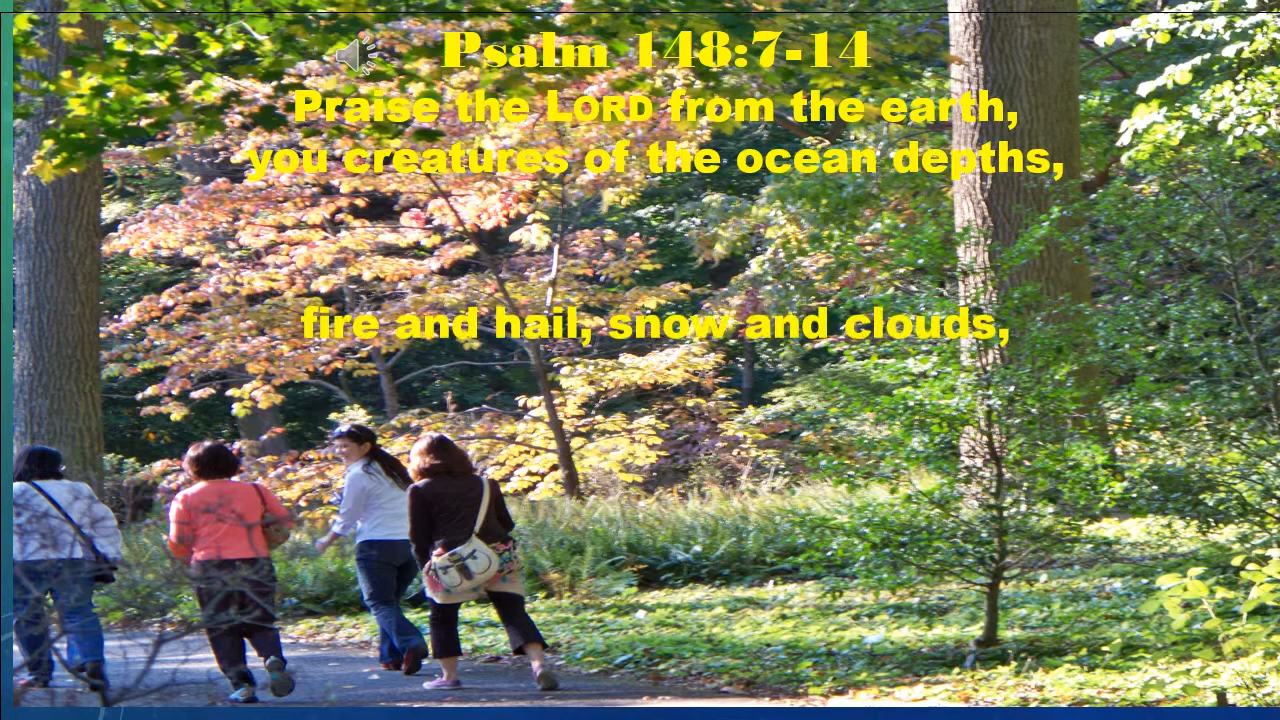 Psalm 148:7-14
Praise the LORD from the earth,
you creatures of the ocean depths,
fire and hail, snow and clouds,